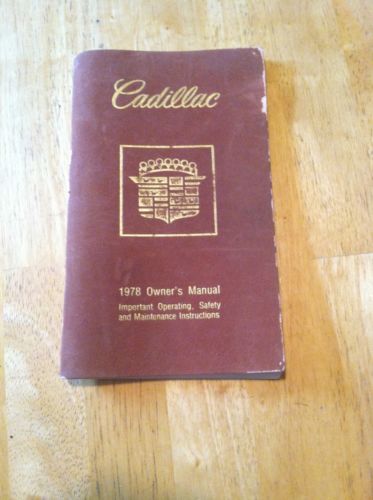 Cadillac
1978 Owner's Manual
Important Operating, Safety
and Maintenance Instructions